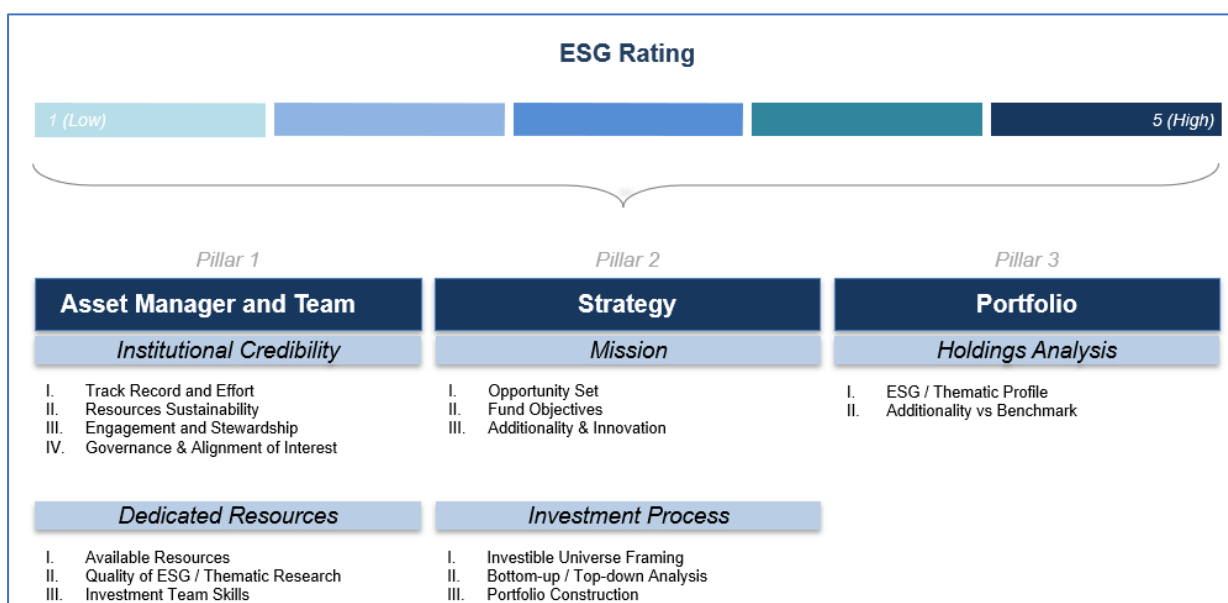 ESG Rating
1 (Low)
5 (High)
Pillar 1
Asset Manager and Team
Institutional Credibility
I. Track Record and Effort
II. Resources Sustainability
III. Engagement and Stewardship
IV. Governance & Alignment of Interest
Dedicated Resources
I. Available Resources
II. Quality of ESG / Thematic Research
III. Investment Team Skills
Pillar 2
Strategy
Mission
I. Opportunity Set
II. Fund Objectives
III. Additionality & Innovation
Investment Process
I. Investible Universe Framing
II. Bottom-up / Top-down Analysis
III. Portfolio Construction
Pillar 3
Portfolio
Holdings Analysis
I. ESG / Thematic Profile
II. Additionality vs Benchmark